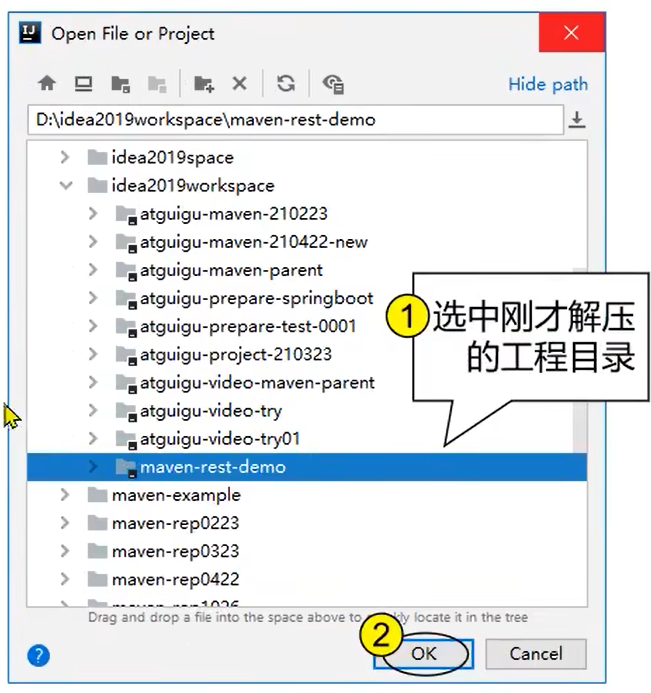 Open File or Project
Hide path
D:\idea2019workspace\maven-rest-demo
idea2019space
idea2019workspace
atguigu-maven-210223
atguigu-maven-210422-new
atguigu-maven-parent
atguigu-prepare-springboot
atguigu-prepare-test-0001
atguigu-project-210323
atguigu-video-maven-parent
atguigu-video-try
atguigu-video-try01
maven-rest-demo
maven-example
maven-rep0223
maven-rep0323
maven-rep0422
maven-rep1026
1 选中刚才解压
的工程目录
Drag and drop a file into the space above to quickly locate it in the tree
2
? OK Cancel